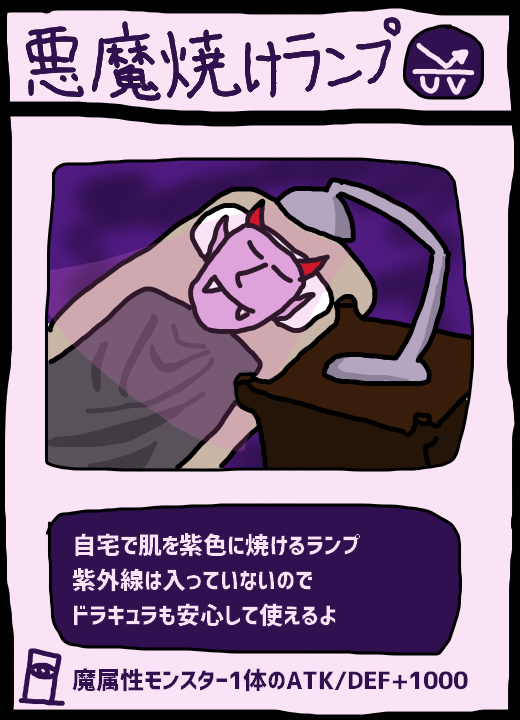 悪魔焼けランプ
UV
自宅で肌を紫色に焼けるランプ
紫外線は入っていないので
ドラキュラも安心して使えるよ
魔属性モンスター1体のATK/DEF+1000